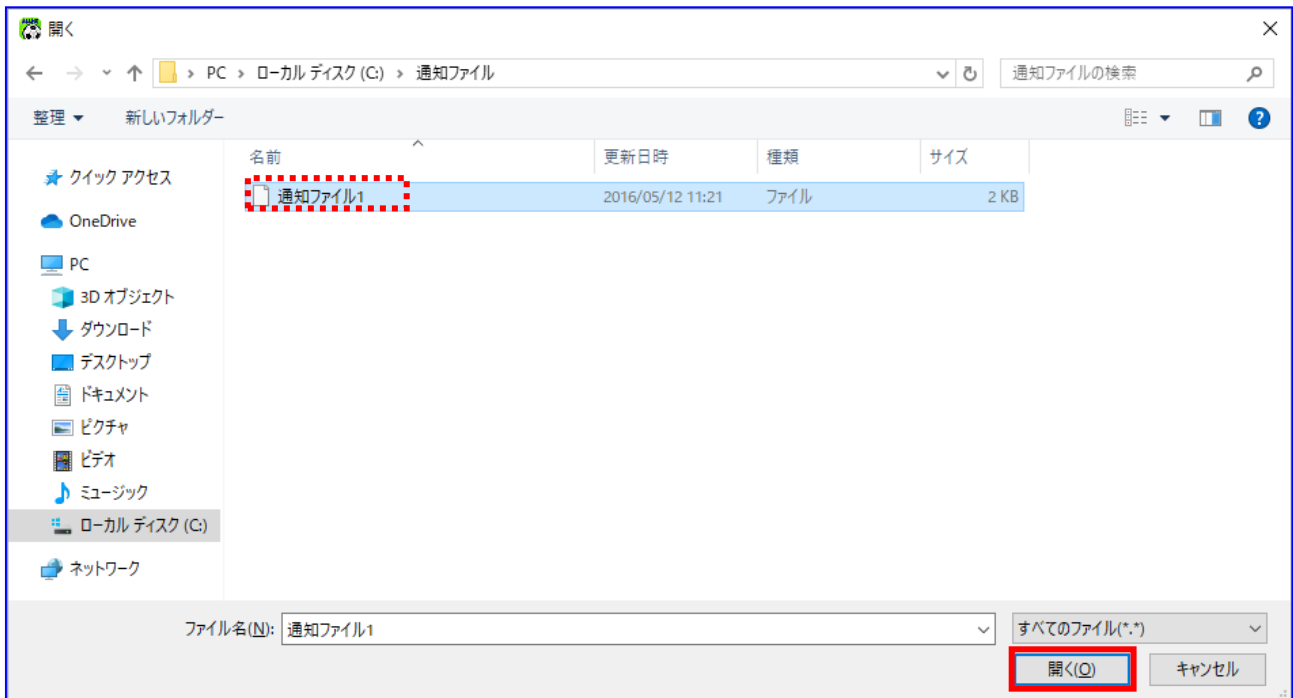 開く
PC › ローカル ディスク (C:) › 通知ファイル
通知ファイルの検索
整理 新しいフォルダー
名前 更新日時 種類 サイズ
通知ファイル1 2016/05/12 11:21 ファイル 2 KB
クイック アクセス
OneDrive
PC
3D オブジェクト
ダウンロード
デスクトップ
ドキュメント
ピクチャ
ビデオ
ミュージック
ローカル ディスク (C:)
ネットワーク
ファイル名(N): 通知ファイル1 すべてのファイル(*.*)
開く(O) キャンセル